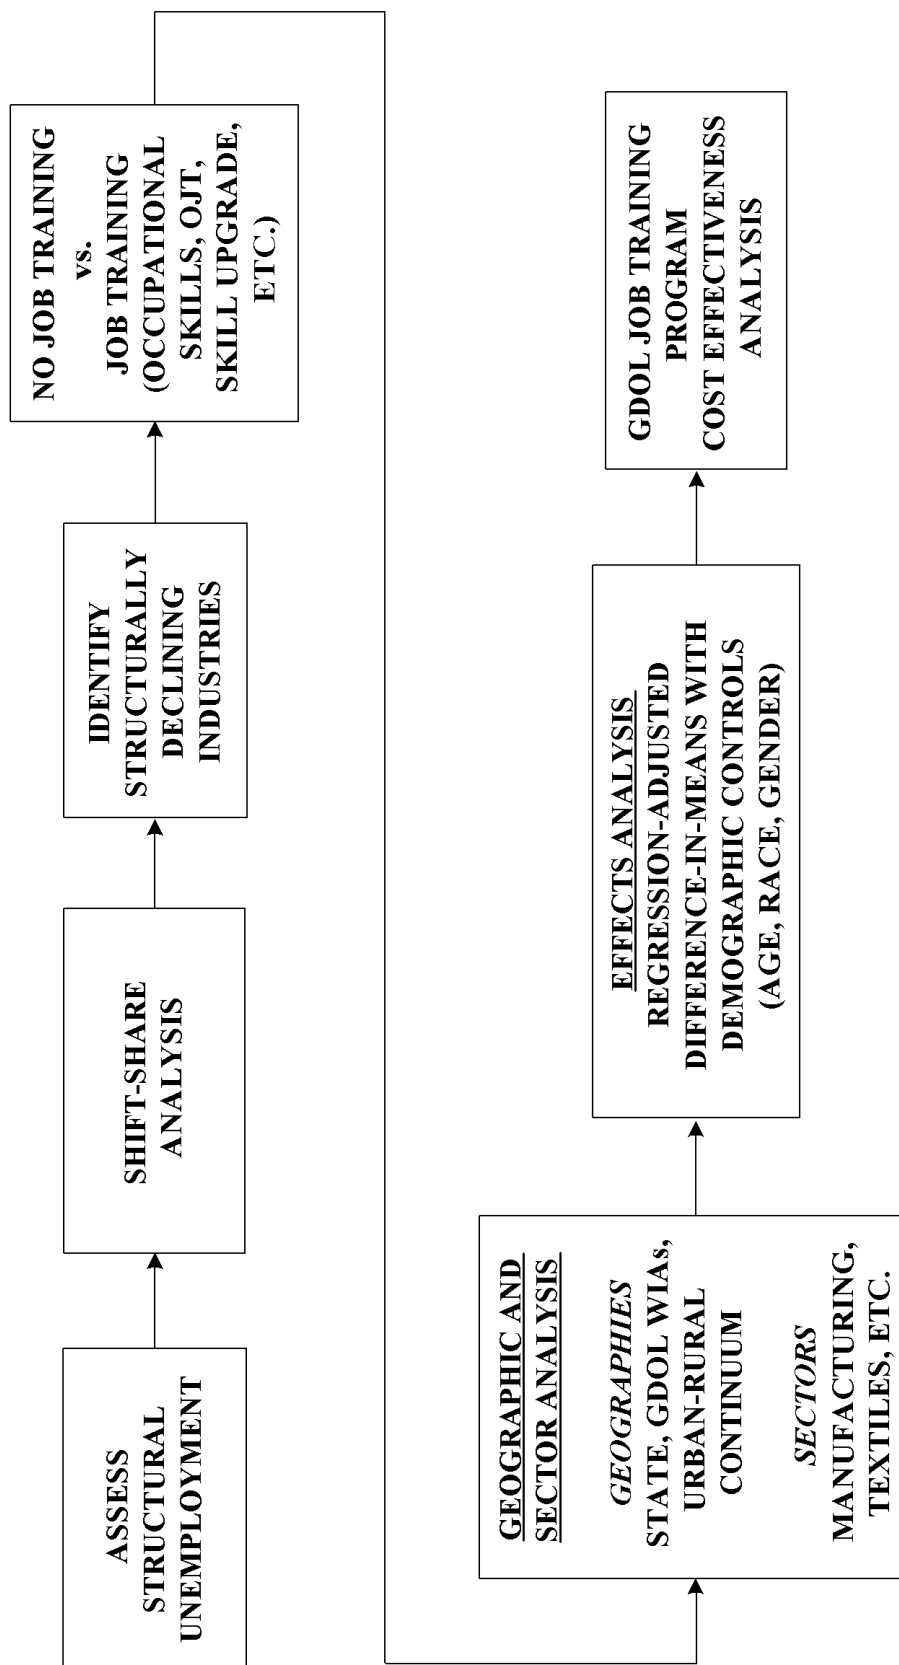 ASSESS
STRUCTURAL
UNEMPLOYMENT
SHIFT-SHARE
ANALYSIS
IDENTIFY
STRUCTURALLY
DECLINING
INDUSTRIES
NO JOB TRAINING
vs.
JOB TRAINING
(OCCUPATIONAL
SKILLS, OJT,
SKILL UPGRADE,
ETC.)
GEOGRAPHIC AND
SECTOR ANALYSIS
GEOGRAPHIES
STATE, GDOL WIAs,
URBAN-RURAL
CONTINUUM
SECTORS
MANUFACTURING,
TEXTILES, ETC.
EFFECTS ANALYSIS
REGRESSION-ADJUSTED
DIFFERENCE-IN-MEANS WITH
DEMOGRAPHIC CONTROLS
(AGE, RACE, GENDER)
GDOL JOB TRAINING
PROGRAM
COST EFFECTIVENESS
ANALYSIS